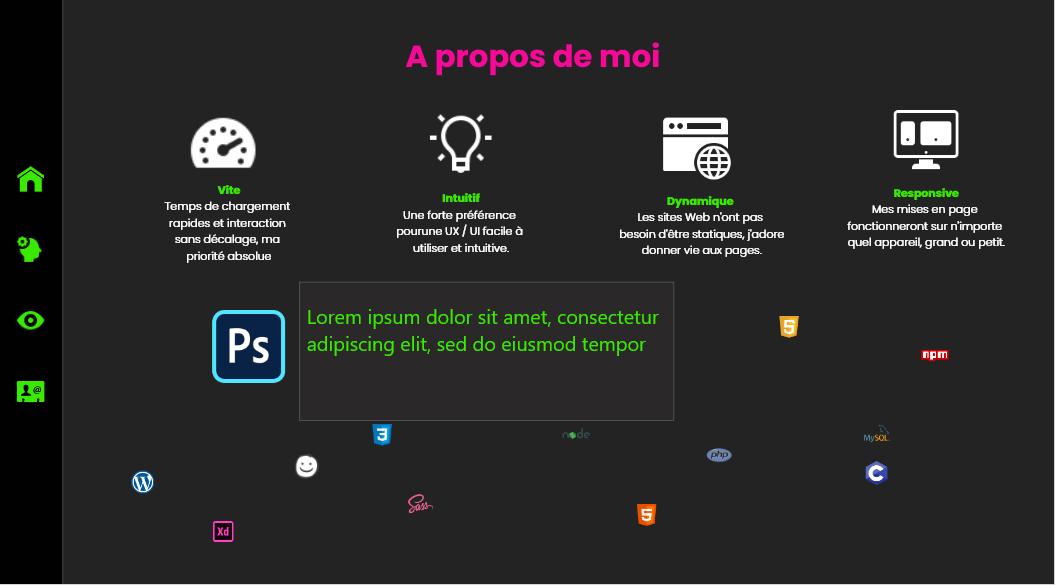 A propos de moi
Vite
Temps de chargement
rapides et interaction
sans décalage, ma
priorité absolue
Intuitif
Une forte préférence
pourune UX / UI facile à
utiliser et intuitive.
Dynamique
Les sites Web n'ont pas
besoin d'être statiques, j'adore
donner vie aux pages.
Responsive
Mes mises en page
fonctionneront sur n'importe
quel appareil, grand ou petit.
Ps
Lorem ipsum dolor sit amet, consectetur
adipiscing elit, sed do eiusmod tempor
5
npm
3
node
MySQL
php
C
W
Sass
5
Xd